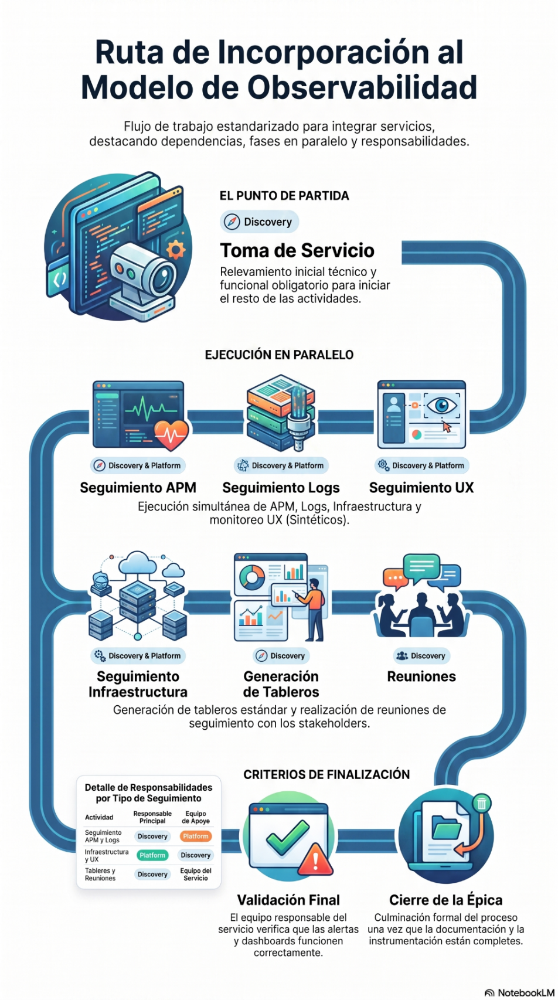 Ruta de Incorporación al
Modelo de Observabilidad
Flujo de trabajo estandarizado para integrar servicios,
destacando dependencias, fases en paralelo y responsabilidades.
EL PUNTO DE PARTIDA
Discovery
Toma de Servicio
Relevamiento inicial técnico y
funcional obligatorio para iniciar
el resto de las actividades.
EJECUCIÓN EN PARALELO
Discovery & Platform
Seguimiento APM
Discovery & Platform
Seguimiento Logs
Discovery & Platform
Seguimiento UX
Ejecución simultánea de APM, Logs, Infraestructura y
monitoreo UX (Sintéticos).
Discovery & Platform
Seguimiento
Infraestructura
Discovery
Generación
de Tableros
Discovery
Reuniones
Generación de tableros estándar y realización de reuniones de
seguimiento con los stakeholders.
CRITERIOS DE FINALIZACIÓN
Detalle de Responsabilidades
por Tipo de Seguimiento
Actividad
Responsable
Principal
Equipo
de Apoye
Seguimiento
APM y Logs
Discovery
Platform
Infraestructura
y UX
Platform
Discovery
Tableres y
Reuniones
Discovery
Equipo del
Servicio
Validación Final
El equipo responsable del
servicio verifica que las alertas
y dashboards funcionen
correctamente.
Cierre de la Épica
Culminación formal del proceso
una vez que la documentación y la
instrumentación están completes.
NotebookLM